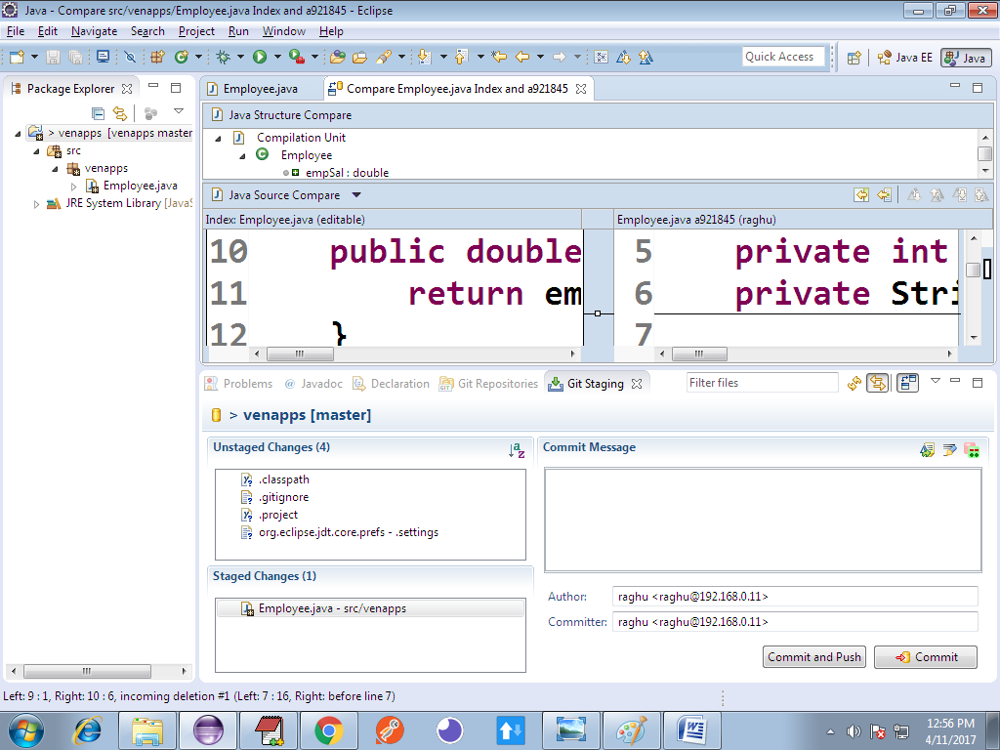 Java - Compare src/venapps/Employee.java Index and a921845 - Eclipse
File Edit Navigate Search Project Run Window Help
Quick Access
Java EE
Java
Package Explorer
> venapps [venapps master
src
venapps
Employee.java
JRE System Library [JavaS
Employee.java
Compare Employee.java Index and a921845
Java Structure Compare
Compilation Unit
Employee
empSal : double
Java Source Compare
Index: Employee.java (editable)
Employee.java a921845 (raghu)
10 public double
11 return em
12 }
5 private int
6 private Stri
7
Problems @ Javadoc Declaration Git Repositories Git Staging
Filter files
> venapps [master]
Unstaged Changes (4)
.classpath
.gitignore
.project
org.eclipse.jdt.core.prefs - .settings
Staged Changes (1)
Employee.java - src/venapps
Commit Message
Author: raghu <raghu@192.168.0.11>
Committer: raghu <raghu@192.168.0.11>
Commit and Push Commit
Left: 9 : 1, Right: 10 : 6, incoming deletion #1 (Left: 7 : 16, Right: before line 7)
12:56 PM
4/11/2017